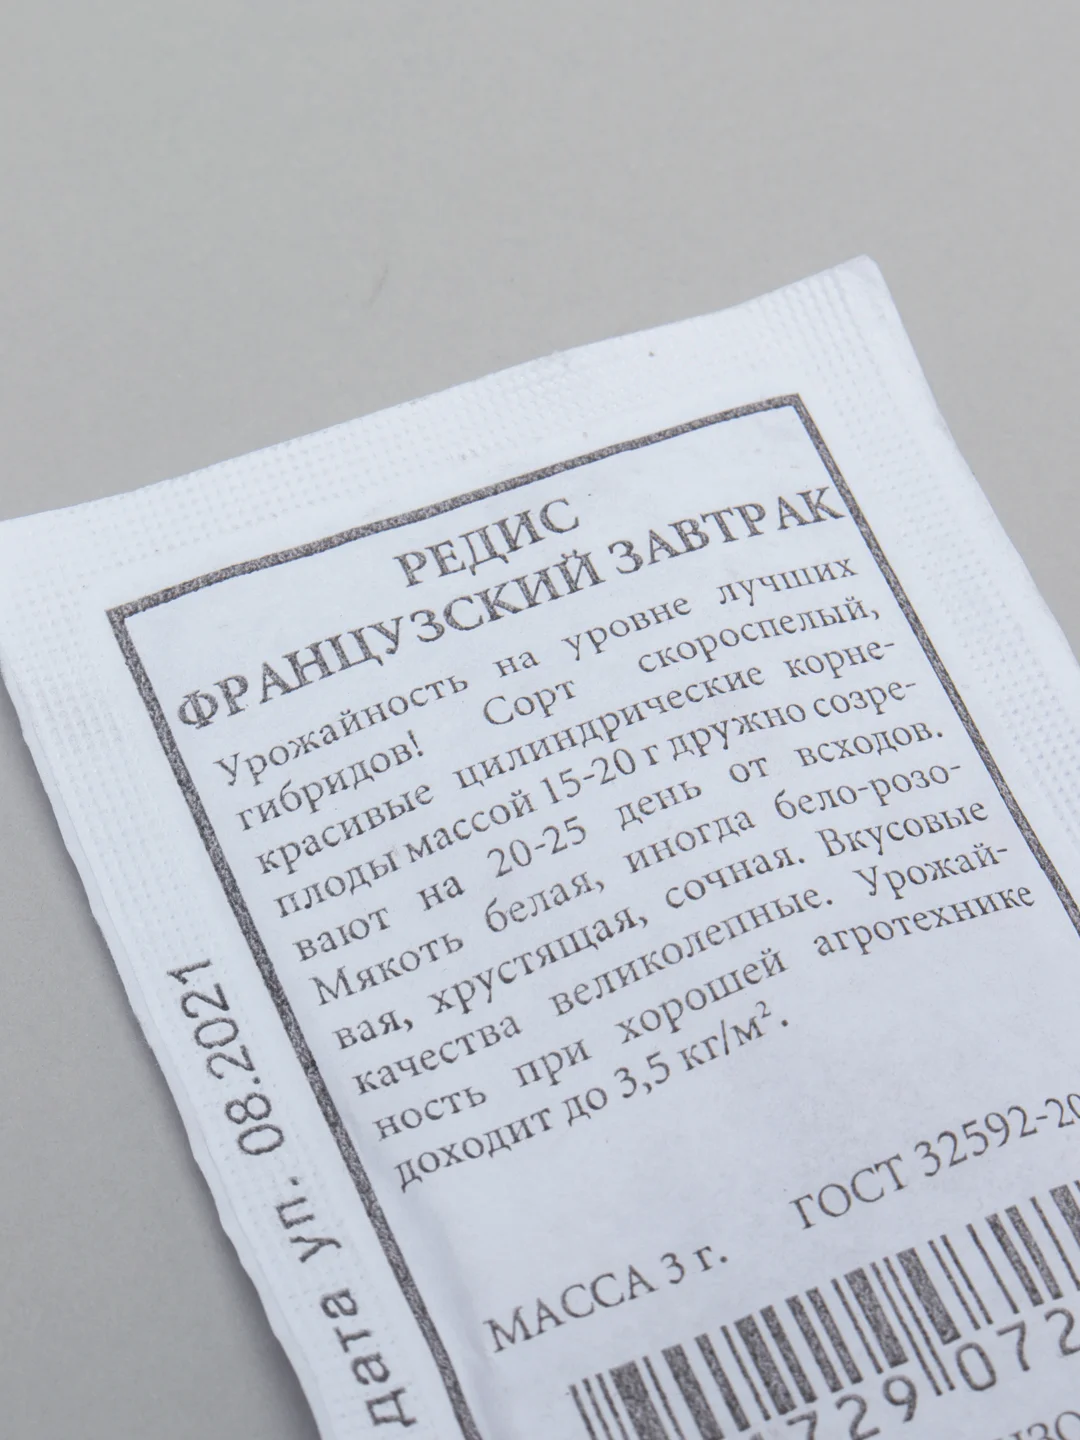 РЕДИС
ФРАНЦУЗСКИЙ ЗАВТРАК
Урожайность на уровне лучших
гибридов! Сорт скороспелый,
красивые цилиндрические корне-
плоды массой 15-20 г дружно созре-
вают на 20-25 день от всходов.
Мякоть белая, иногда бело-розо-
вая, хрустящая, сочная. Вкусовые
качества великолепные. Урожай-
ность при хорошей агротехнике
доходит до 3,5 кг/м².
ГОСТ 32592-20
МАССА 3 г.
729 072
Дата уп. 08.2021